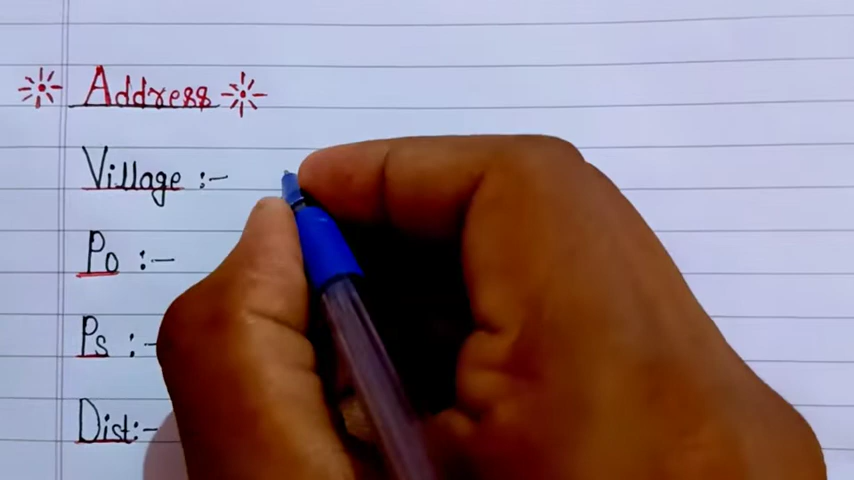 Address
Village :-
Po :-
Ps :-
Dist:-